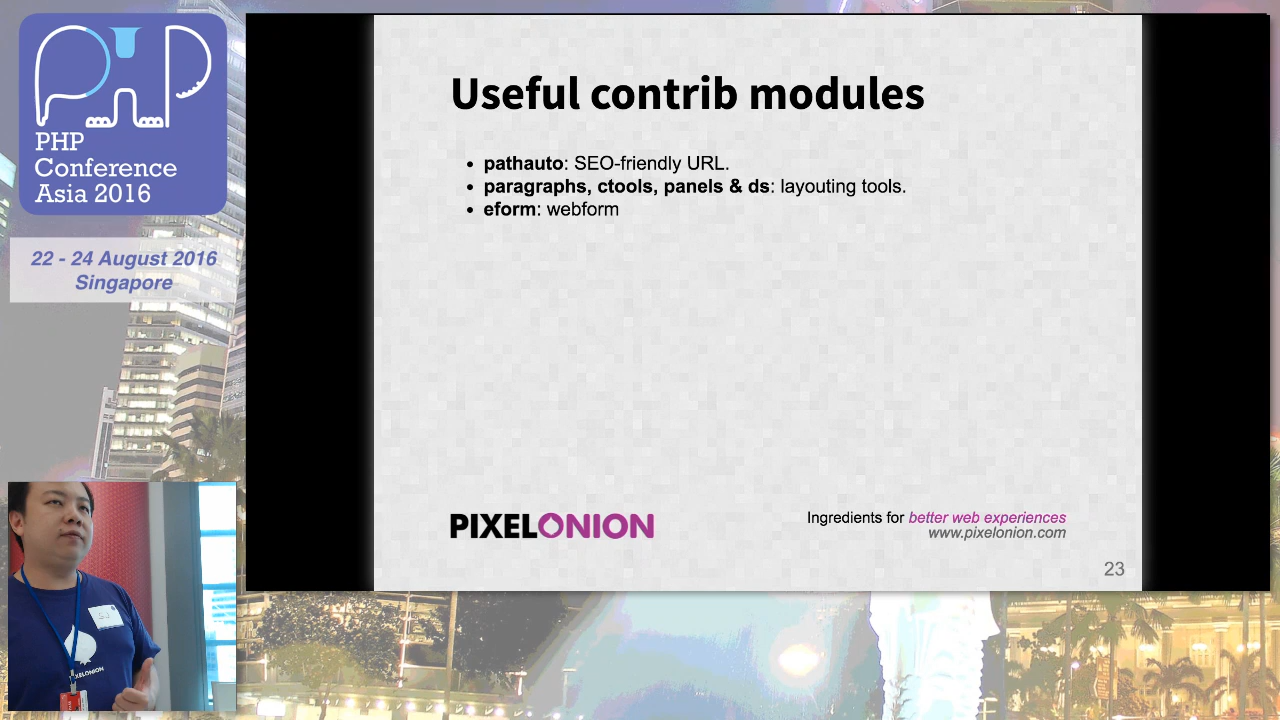 PHP
PHP
Conference
Asia 2016
22 - 24 August 2016
Singapore
Useful contrib modules
pathauto: SEO-friendly URL.
paragraphs, ctools, panels & ds: layouting tools.
eform: webform
PIXELONION
Ingredients for better web experiences
www.pixelonion.com
23